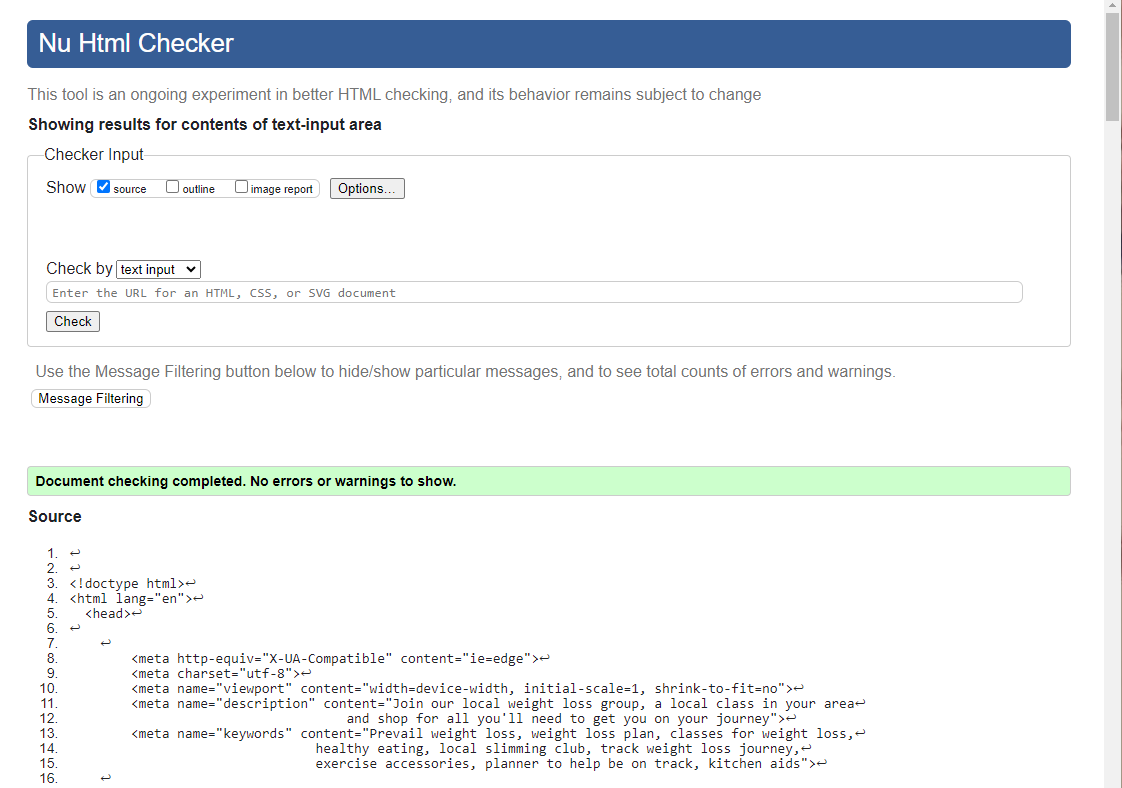 Nu Html Checker
This tool is an ongoing experiment in better HTML checking, and its behavior remains subject to change
Showing results for contents of text-input area
Checker Input
Show source outline image report Options...
Check by text input
Enter the URL for an HTML, CSS, or SVG document
Check
Use the Message Filtering button below to hide/show particular messages, and to see total counts of errors and warnings.
Message Filtering
Document checking completed. No errors or warnings to show.
Source
1. ↩
2. ↩
3. <!doctype html>↩
4. <html lang="en">↩
5. <head>↩
6. ↩
7. ↩
8. <meta http-equiv="X-UA-Compatible" content="ie=edge">↩
9. <meta charset="utf-8">↩
10. <meta name="viewport" content="width=device-width, initial-scale=1, shrink-to-fit=no">↩
11. <meta name="description" content="Join our local weight loss group, a local class in your area↩
12. and shop for all you'll need to get you on your journey">↩
13. <meta name="keywords" content="Prevail weight loss, weight loss plan, classes for weight loss,↩
14. healthy eating, local slimming club, track weight loss journey,↩
15. exercise accessories, planner to help be on track, kitchen aids">↩
16. ↩